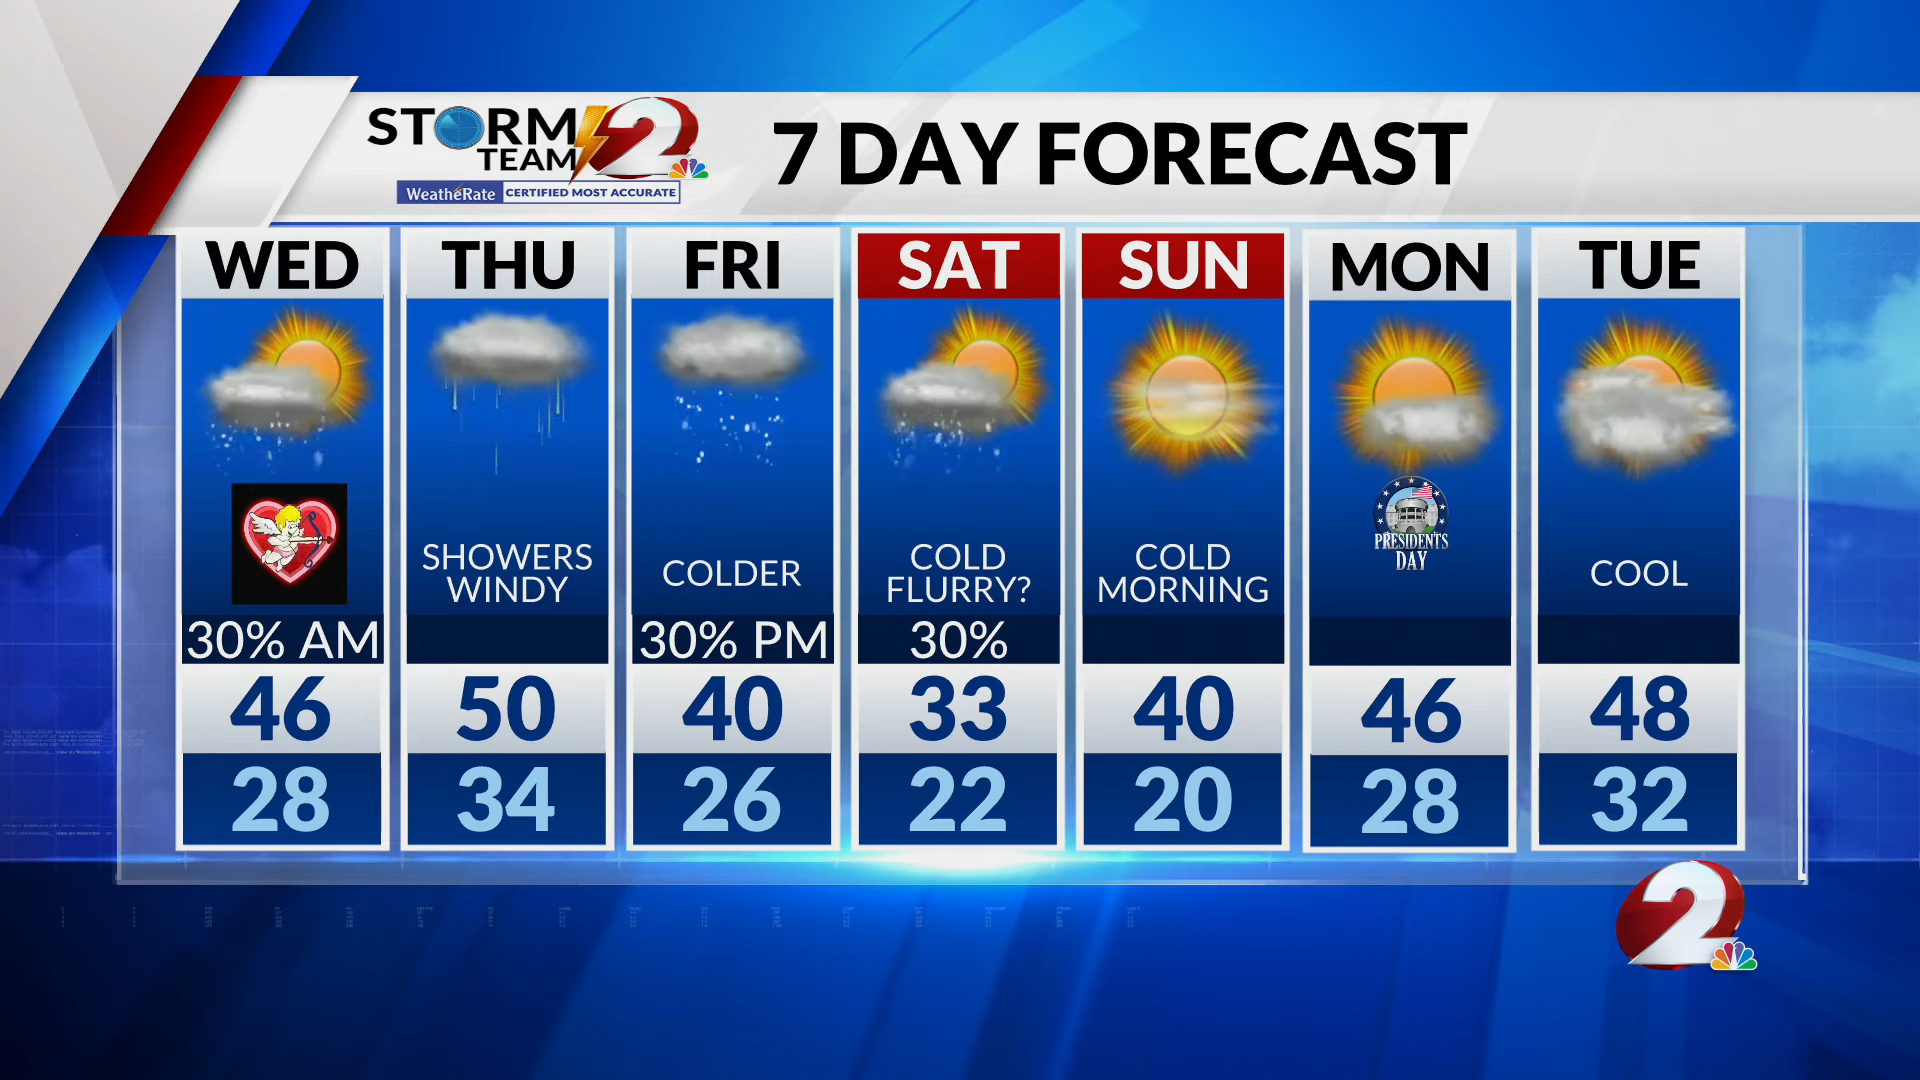 STORM
TEAM 2
WeatheRate CERTIFIED MOST ACCURATE
7 DAY FORECAST
WED THU FRI SAT SUN MON TUE
PRESIDENTS
DAY
SHOWERS
WINDY
COLDER
COLD
FLURRY?
COLD
MORNING
COOL
30% AM 30% PM 30%
46 50 40 33 40 46 48
28 34 26 22 20 28 32
2